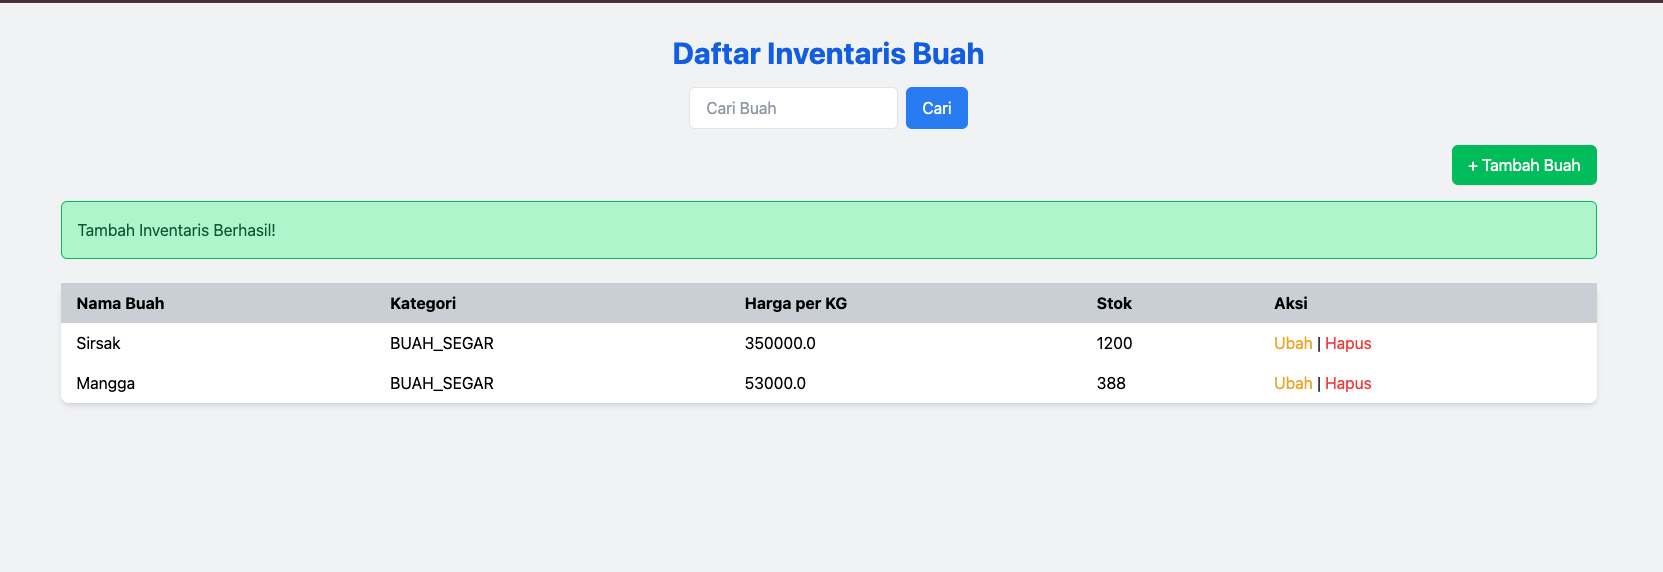 Daftar Inventaris Buah
Cari Buah Cari
+ Tambah Buah
Tambah Inventaris Berhasil!
Nama Buah Kategori Harga per KG Stok Aksi
Sirsak BUAH_SEGAR 350000.0 1200 Ubah | Hapus
Mangga BUAH_SEGAR 53000.0 388 Ubah | Hapus